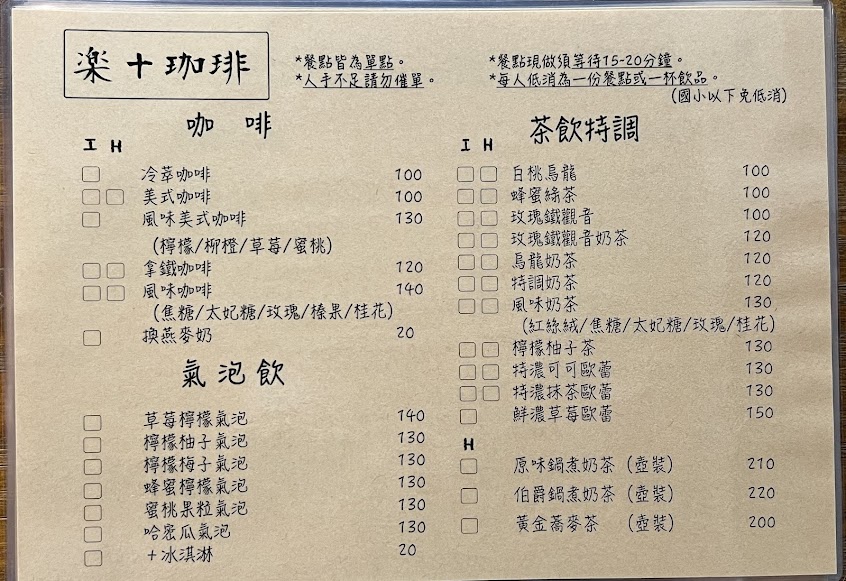 楽十珈琲
*餐點皆為單點。
*人手不足請勿催單。
*餐點現做須等待15-20分鐘。
*每人低消為一份餐點或一杯飲品。
(國小以下免低消)
咖啡
I H
冷萃咖啡 100
美式咖啡 100
風味美式咖啡 130
(檸檬/柳橙/草莓/蜜桃)
拿鐵咖啡 120
風味咖啡 140
(焦糖/太妃糖/玫瑰/榛果/桂花)
換燕麥奶 20
氣泡飲
草莓檸檬氣泡 140
檸檬柚子氣泡 130
檸檬梅子氣泡 130
蜂蜜檸檬氣泡 130
蜜桃果粒氣泡 130
哈密瓜氣泡 130
+冰淇淋 20
茶飲特調
I H
白桃烏龍 100
蜂蜜綠茶 100
玫瑰鐵觀音 100
玫瑰鐵觀音奶茶 120
烏龍奶茶 120
特調奶茶 120
風味奶茶 130
(紅絲絨/焦糖/太妃糖/玫瑰/桂花)
檸檬柚子茶 130
特濃可可歐蕾 130
特濃抹茶歐蕾 130
鮮濃草莓歐蕾 150
H
原味鍋煮奶茶(壺裝) 210
伯爵鍋煮奶茶(壺裝) 220
黃金蕎麥茶 (壺裝) 200